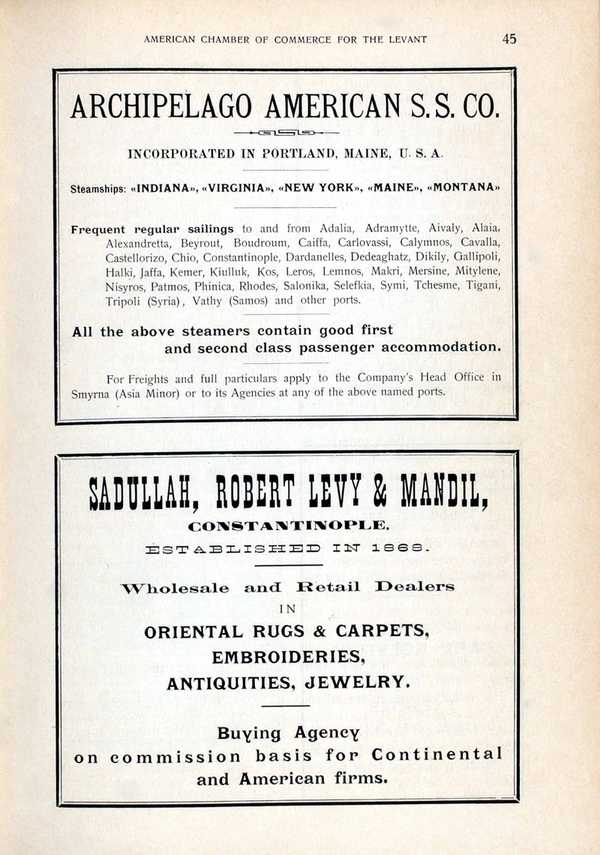 AMERICAN CHAMBER OF COMMERCE FOR THE LEVANT 45
ARCHIPELAGO AMERICAN S. S. CO.
INCORPORATED IN PORTLAND, MAINE, U. S. A.
Steamships: «INDIANA», «VIRGINIA», «NEW YORK», «MAINE», «MONTANA»
Frequent regular sailings to and from Adalia, Adramytte, Aivaly, Alaia,
Alexandretta, Beyrout, Boudroum, Caiffa, Carlovassi, Calymnos, Cavalla,
Castellorizo, Chio, Constantinople, Dardanelles, Dedeaghatz, Dikily, Gallipoli,
Halki, Jaffa, Kemer, Kiulluk, Kos, Leros, Lemnos, Makri, Mersine, Mitylene,
Nisyros, Patmos, Phinica, Rhodes, Salonika, Selefkia, Symi, Tchesme, Tigani,
Tripoli (Syria), Vathy (Samos) and other ports.
All the above steamers contain good first
and second class passenger accommodation.
For Freights and full particulars apply to the Company's Head Office in
Smyrna (Asia Minor) or to its Agencies at any of the above named ports.
SADULLAH, ROBERT LEVY & MANDIL,
CONSTANTINOPLE,
ESTABLISHED IN 1868.
Wholesale and Retail Dealers
IN
ORIENTAL RUGS & CARPETS,
EMBROIDERIES,
ANTIQUITIES, JEWELRY.
Buying Agency
on commission basis for Continental
and American firms.